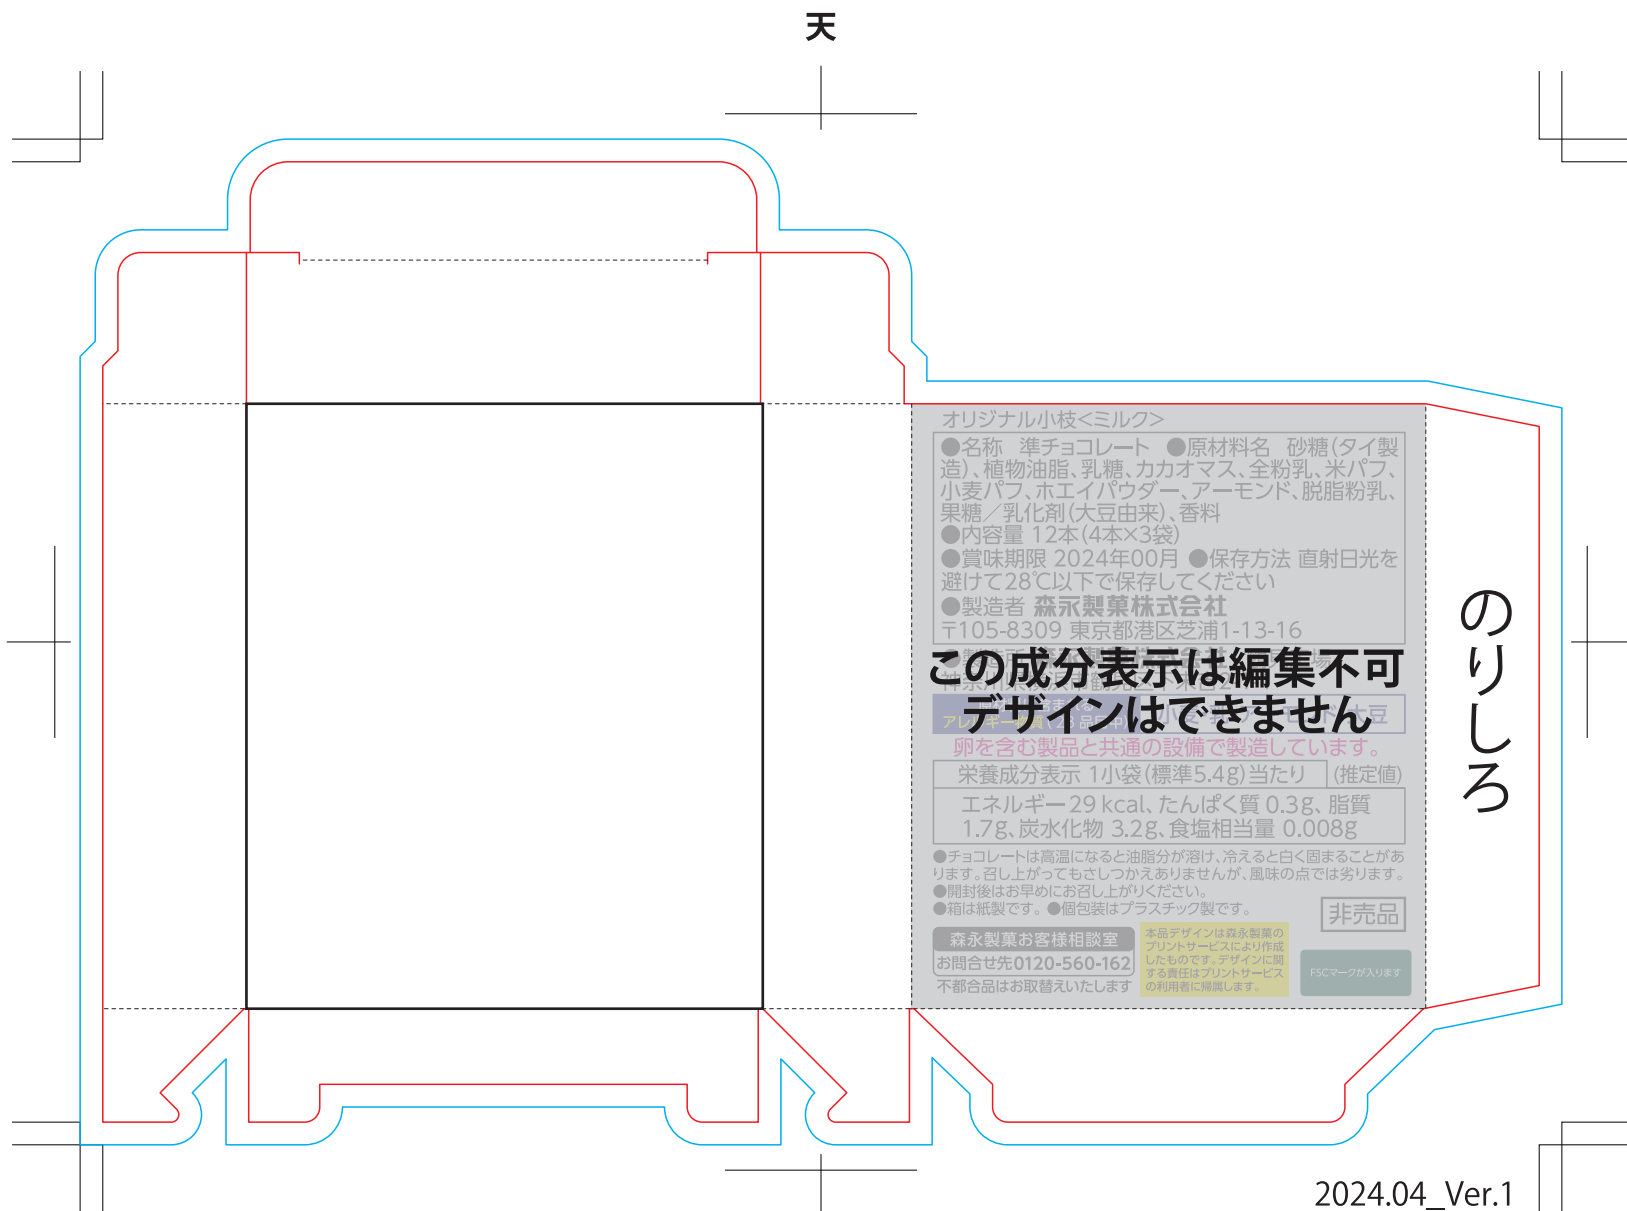 天
オリジナル小枝<ミルク>
●名称　準チョコレート　●原材料名　砂糖(タイ製
造)、植物油脂、乳糖、カカオマス、全粉乳、米パフ、
小麦パフ、ホエイパウダー、アーモンド、脱脂粉乳、
果糖／乳化剤(大豆由来)、香料
●内容量 12本(4本×3袋)
●賞味期限 2024年00月 ●保存方法 直射日光を
避けて28℃以下で保存してください
●製造者 森永製菓株式会社
〒105-8309 東京都港区芝浦1-13-16
この成分表示は編集不可
デザインはできません
大豆
卵を含む製品と共通の設備で製造しています。
栄養成分表示 1小袋(標準5.4g)当たり (推定値)
エネルギー29 kcal、たんぱく質 0.3g、脂質
1.7g、炭水化物 3.2g、食塩相当量 0.008g
●チョコレートは高温になると油脂分が溶け、冷えると白く固まることがあ
ります。召し上がってもさしつかえありませんが、風味の点では劣ります。
●開封後はお早めにお召し上がりください。
●箱は紙製です。●個包装はプラスチック製です。
非売品
森永製菓お客様相談室
お問合せ先0120-560-162
不都合品はお取替えいたします
本品デザインは森永製菓の
プリントサービスにより作成
したものです。デザインに関
する責任はプリントサービス
の利用者に帰属します。
FSCマークが入ります
のりしろ
2024.04_Ver.1